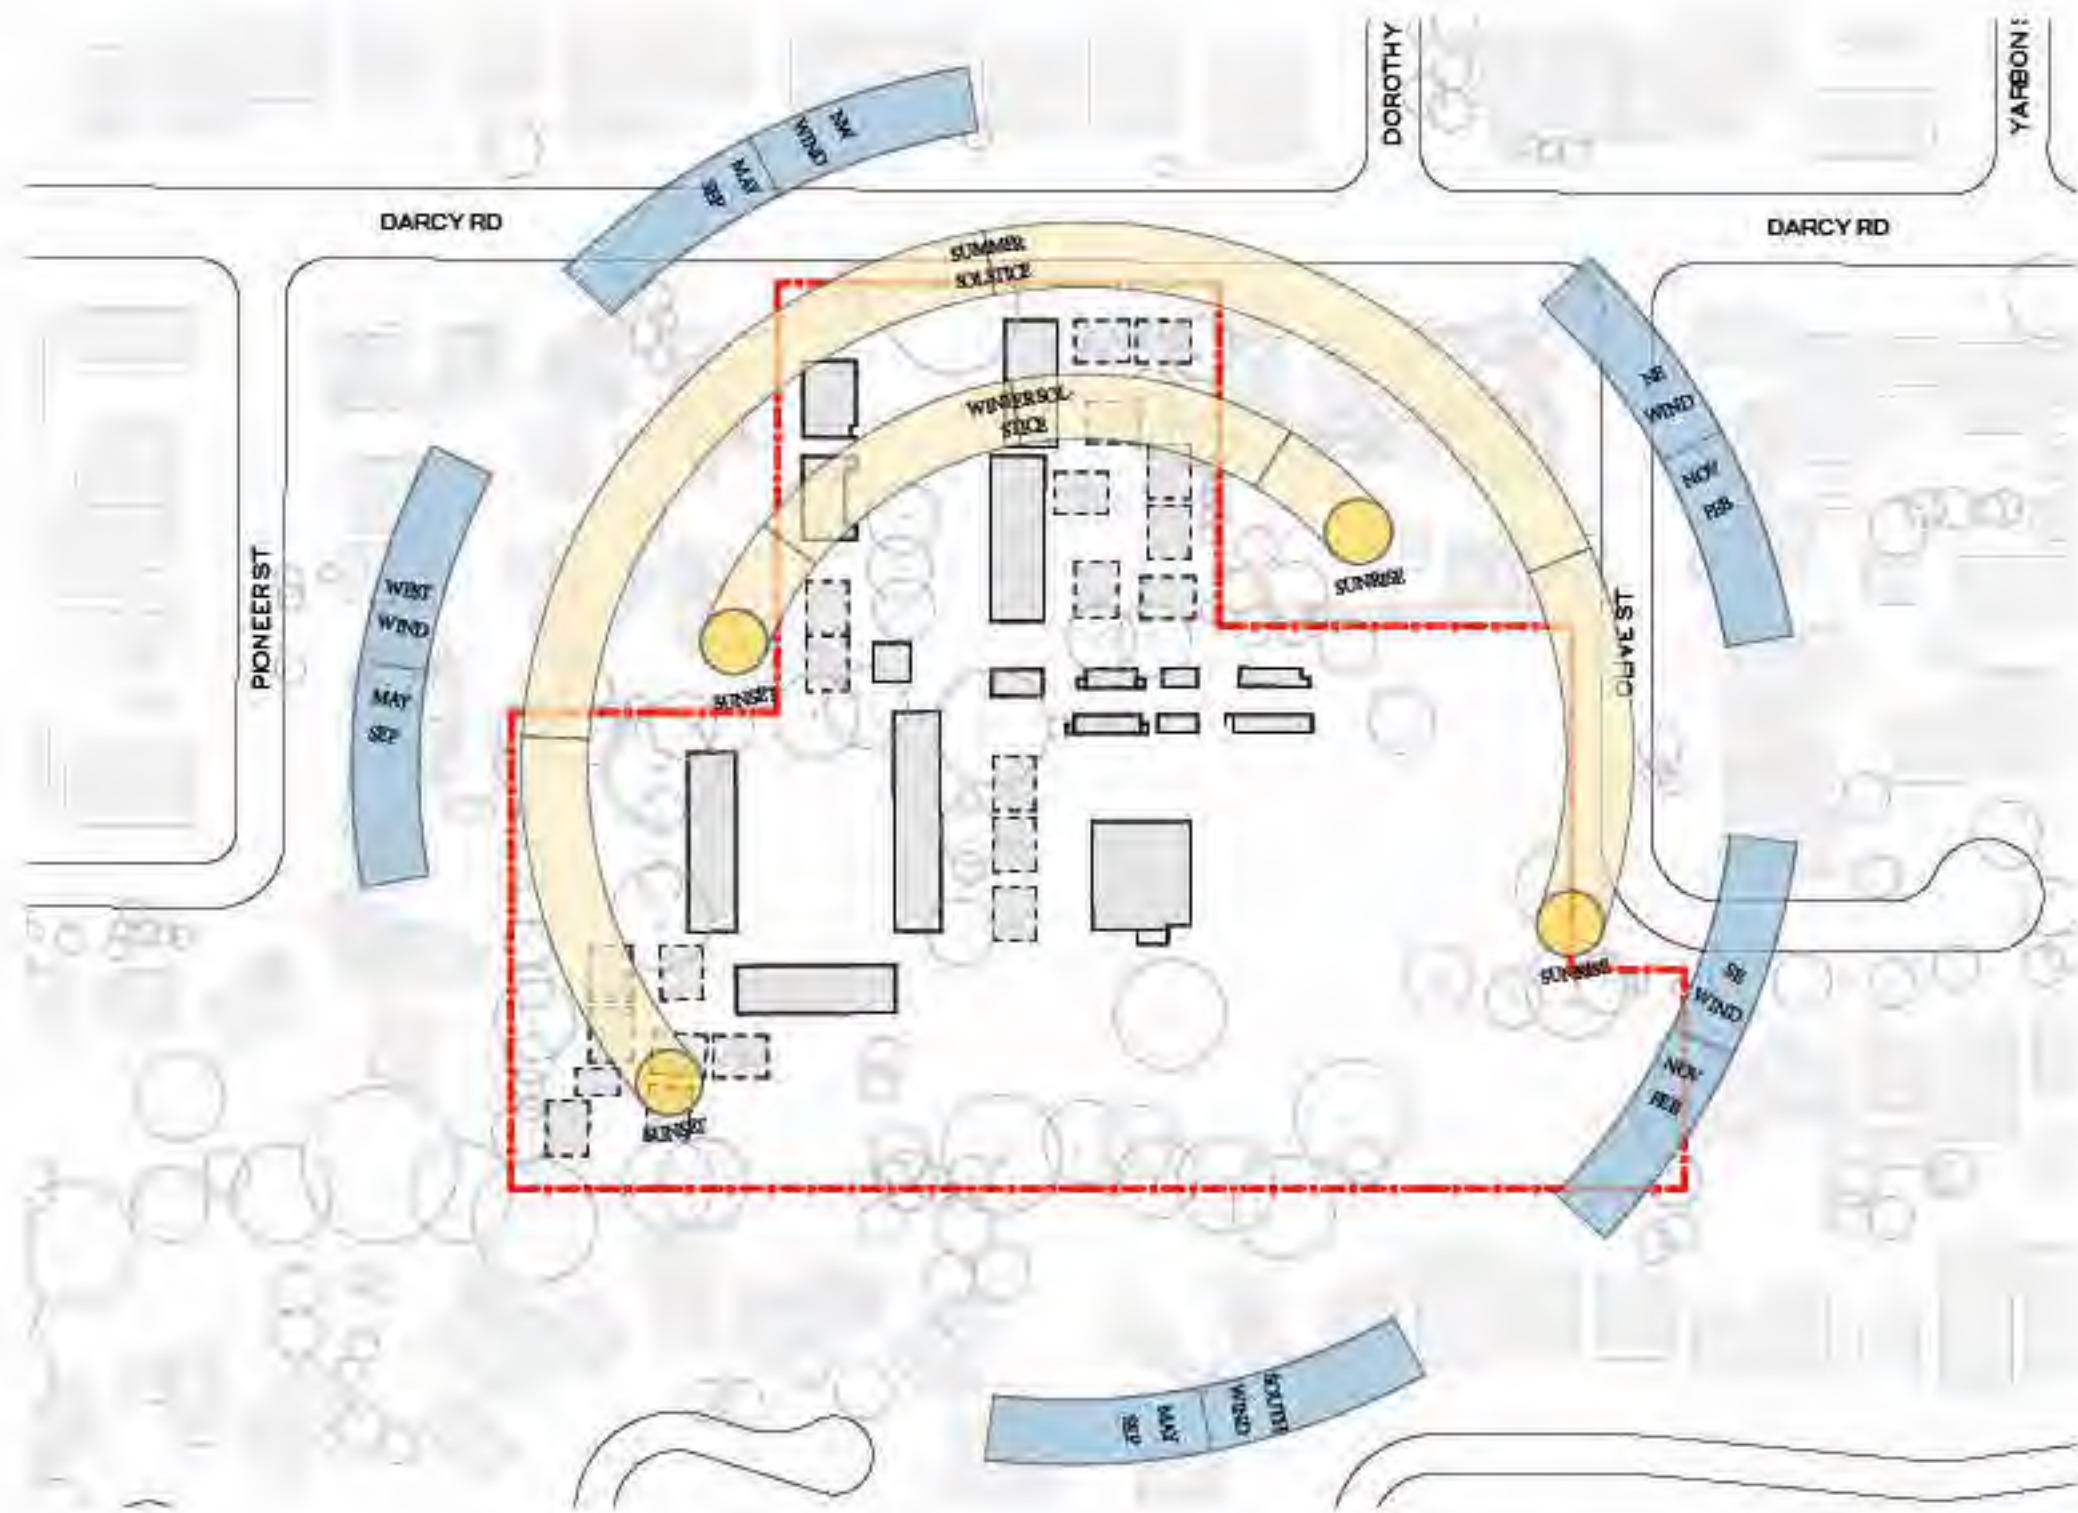 DOROTHY
YARBON
NW
WIND
MAY
SEP
DARCY RD
DARCY RD
SUMMER
SOLSTICE
NE
WIND
NOV
FEB
WINTER SOL-
STICE
SUNRISE
WEST
WIND
MAY
SEP
PIONEER ST
OLIVE ST
SUNSET
SUNRISE
SE
WIND
NOV
FEB
SUNSET
SOUTH
WIND
MAY
SEP